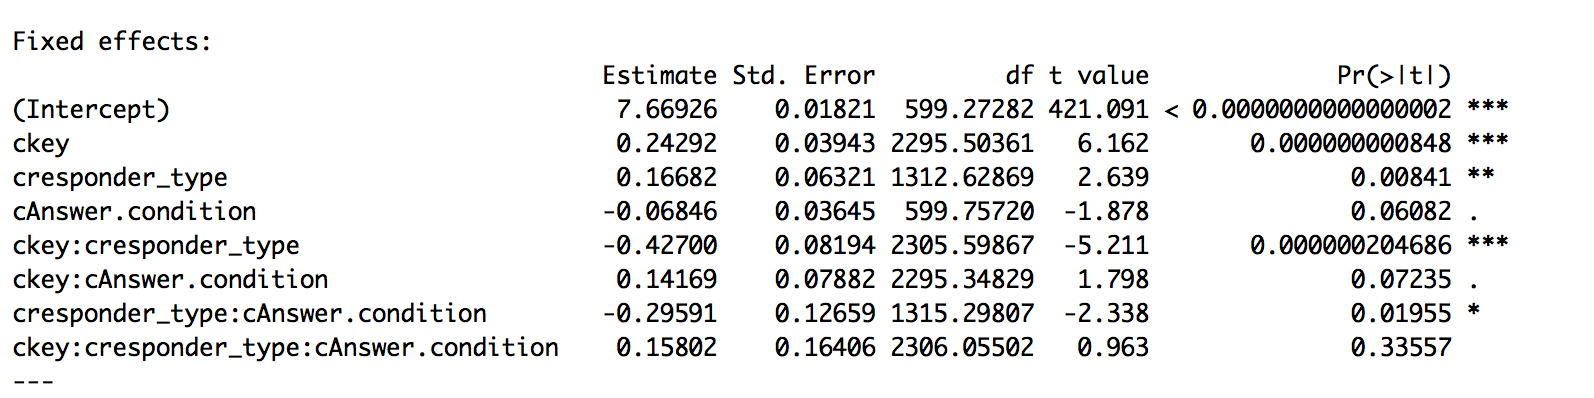 Fixed effects:
Estimate Std. Error df t value Pr(>|t|)
(Intercept) 7.66926 0.01821 599.27282 421.091 < 0.0000000000000002 ***
ckey 0.24292 0.03943 2295.50361 6.162 0.000000000848 ***
cresponder_type 0.16682 0.06321 1312.62869 2.639 0.00841 **
cAnswer.condition -0.06846 0.03645 599.75720 -1.878 0.06082 .
ckey:cresponder_type -0.42700 0.08194 2305.59867 -5.211 0.000000204686 ***
ckey:cAnswer.condition 0.14169 0.07882 2295.34829 1.798 0.07235 .
cresponder_type:cAnswer.condition -0.29591 0.12659 1315.29807 -2.338 0.01955 *
ckey:cresponder_type:cAnswer.condition 0.15802 0.16406 2306.05502 0.963 0.33557
---